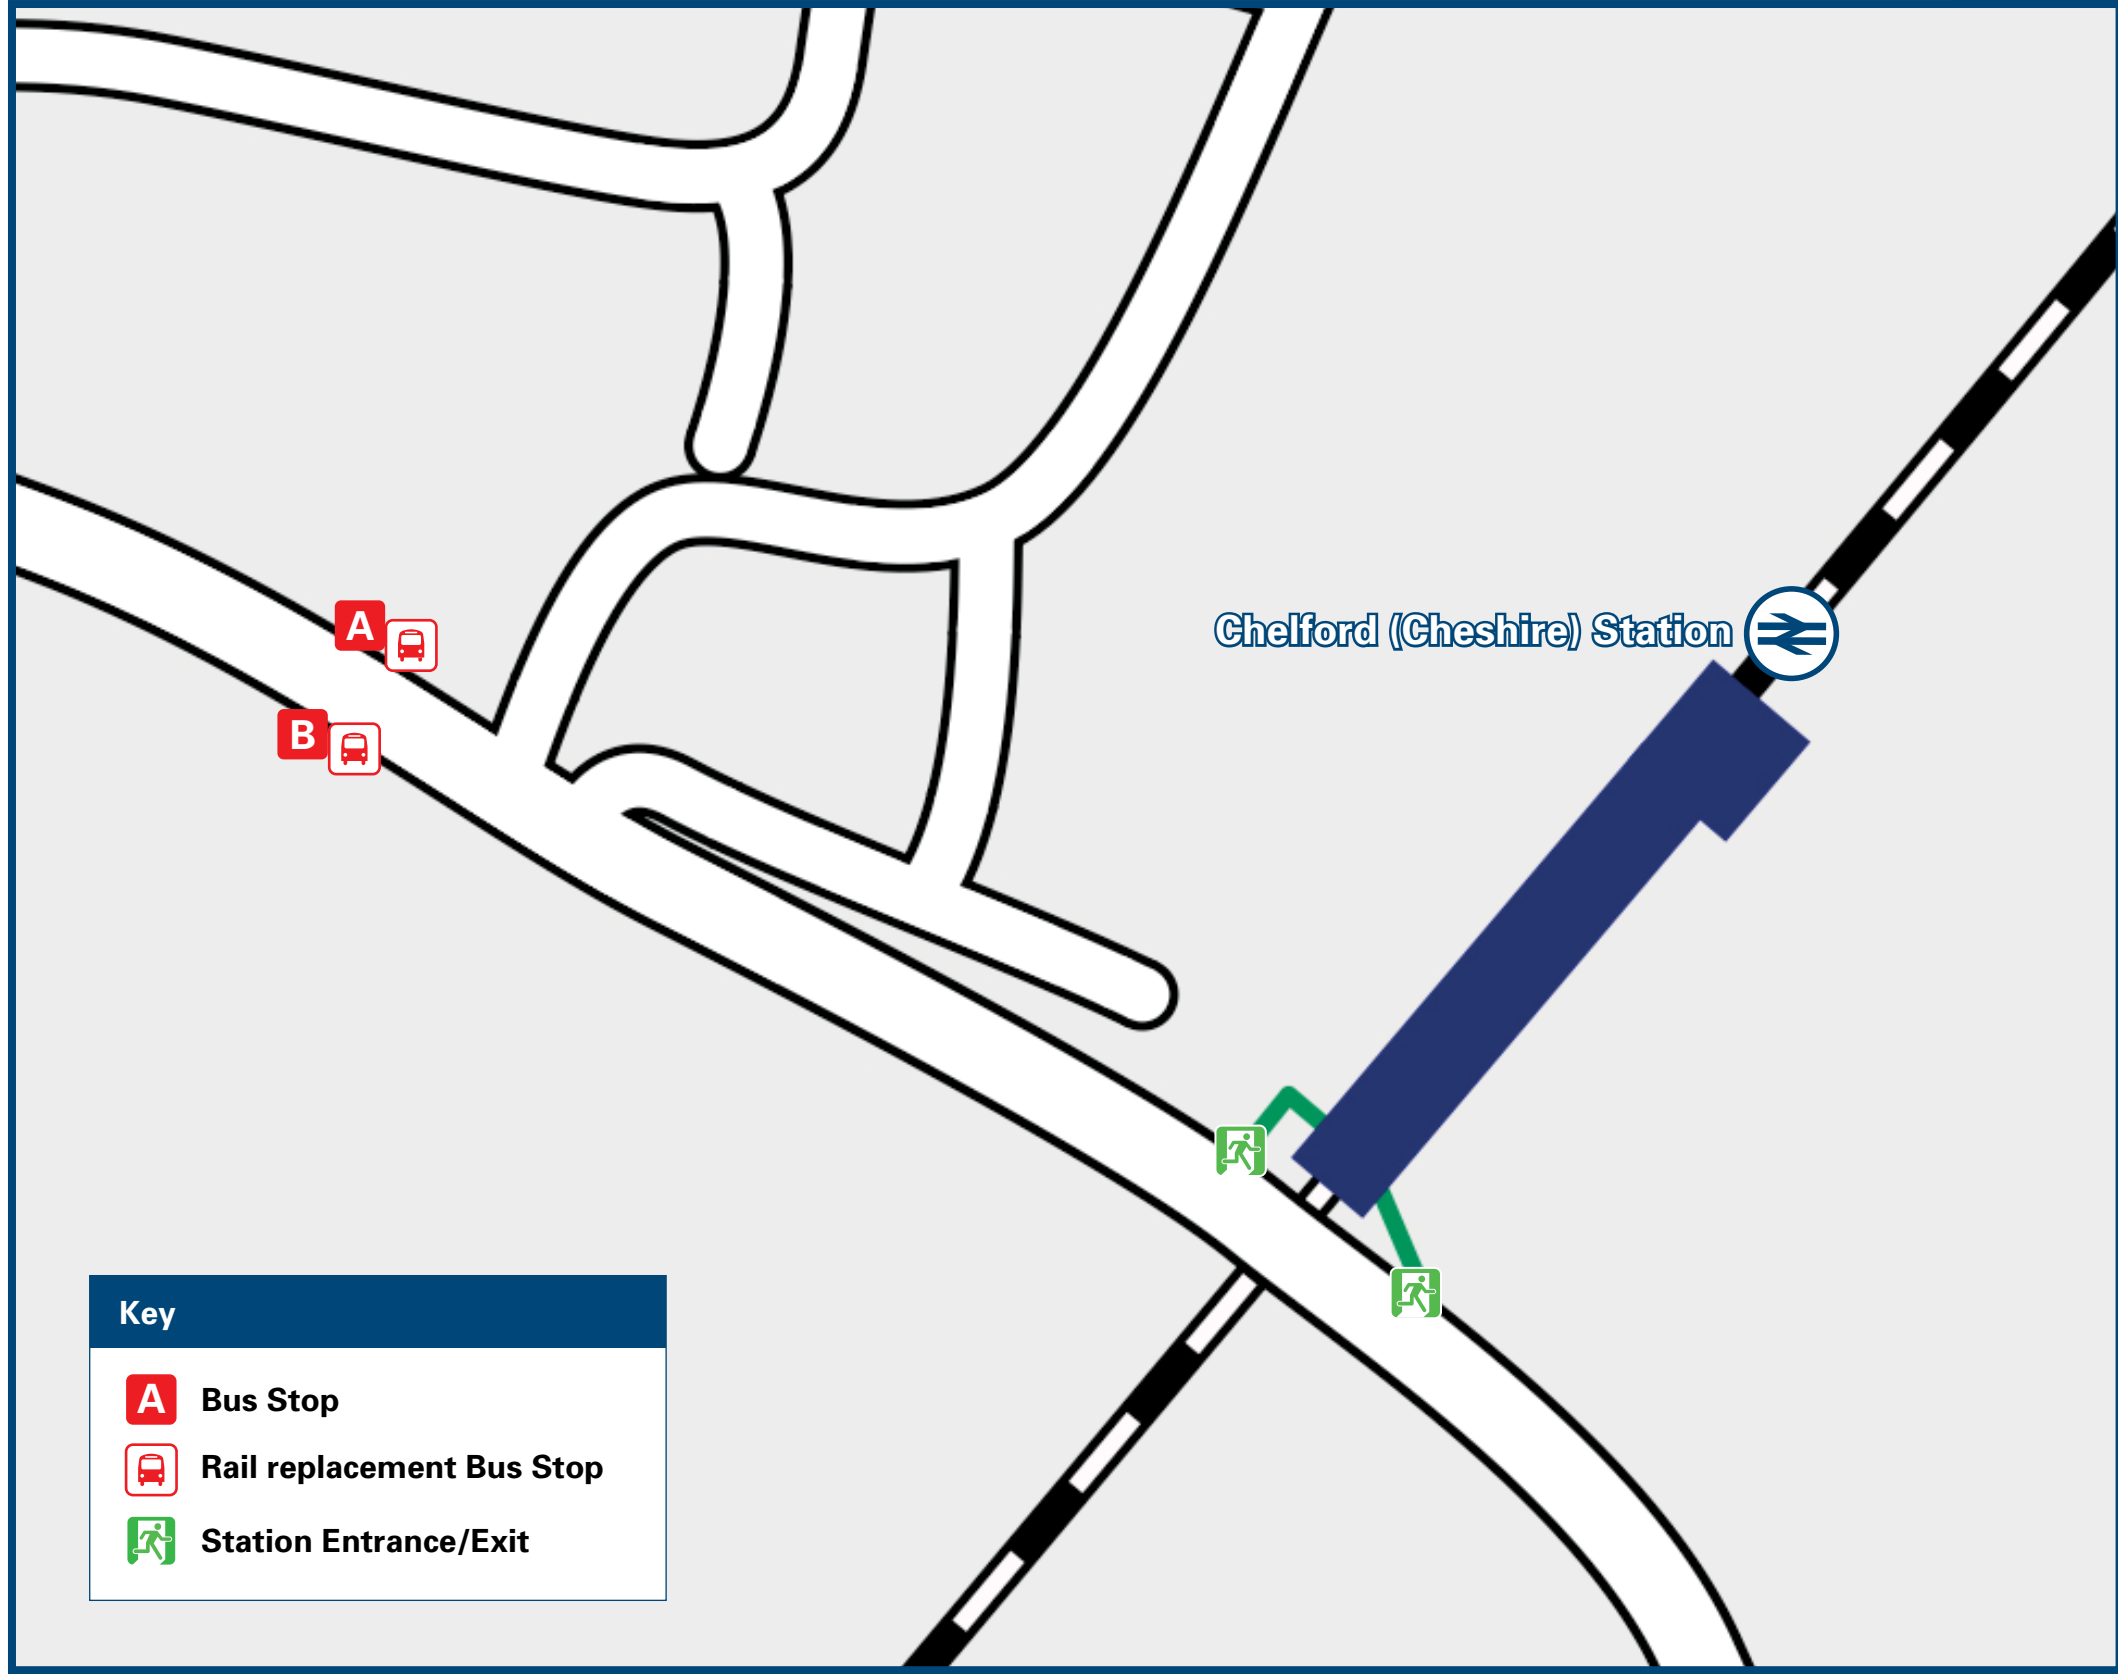 A
B
Chelford (Cheshire) Station
Key
A Bus Stop
Rail replacement Bus Stop
Station Entrance/Exit